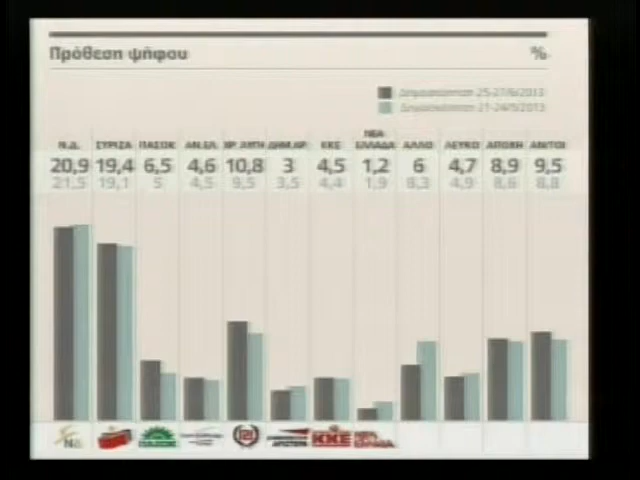 Πρόθεση ψήφου %
Δημοσκόπηση 25-27/6/2013
Δημοσκόπηση 21-24/5/2013
Ν.Δ. ΣΥΡΙΖΑ ΠΑΣΟΚ ΑΝ.ΕΛ. ΧΡ. ΑΥΓΗ ΔΗΜ.ΑΡ. ΚΚΕ ΝΕΑ ΕΛΛΑΔΑ ΑΛΛΟ ΛΕΥΚΟ ΑΠΟΧΗ ΑΝΑΠΟΦ.
20,9 19,4 6,5 4,6 10,8 3 4,5 1,2 6 4,7 8,9 9,5
21,5 19,1 5 4,5 9,5 3,5 4,4 1,9 8,3 4,9 8,6 8,8
ΚΚΕ